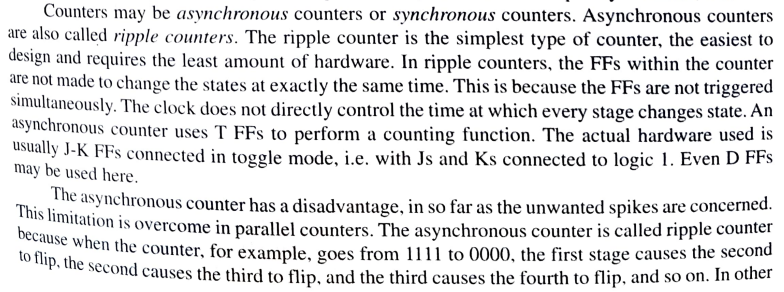 Counters may be asynchronous counters or synchronous counters. Asynchronous counters
are also called ripple counters. The ripple counter is the simplest type of counter, the easiest to
design and requires the least amount of hardware. In ripple counters, the FFs within the counter
are not made to change the states at exactly the same time. This is because the FFs are not triggered
simultaneously. The clock does not directly control the time at which every stage changes state. An
asynchronous counter uses T FFs to perform a counting function. The actual hardware used is
usually J-K FFs connected in toggle mode, i.e. with Js and Ks connected to logic 1. Even D FFs
may be used here.
The asynchronous counter has a disadvantage, in so far as the unwanted spikes are concerned.
This limitation is overcome in parallel counters. The asynchronous counter is called ripple counter
because when the counter, for example, goes from 1111 to 0000, the first stage causes the second
to flip, the second causes the third to flip, and the third causes the fourth to flip, and so on. In other